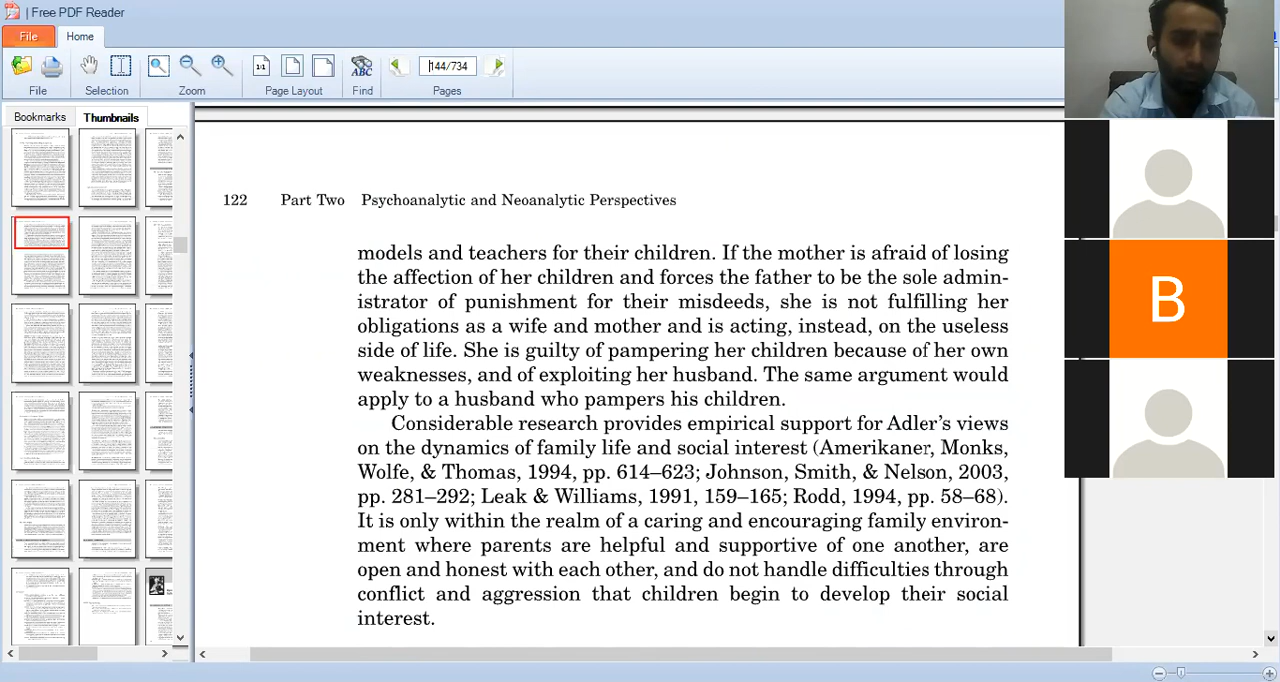 | Free PDF Reader
File
Home
144/734
File
Selection
Zoom
Page Layout
Find
Pages
Bookmarks
Thumbnails
122 Part Two Psychoanalytic and Neoanalytic Perspectives
models and teachers for their children. If the mother is afraid of losing
the affection of her children and forces the father to be the sole admin-
istrator of punishment for their misdeeds, she is not fulfilling her
obligations as a wife and mother and is acting, instead, on the useless
side of life. She is guilty of pampering her children because of her own
weaknesses, and of exploiting her husband. The same argument would
apply to a husband who pampers his children.
Considerable research provides empirical support for Adler's views
on the dynamics of family life and social interest (Amerikaner, Monks,
Wolfe, & Thomas, 1994, pp. 614–623; Johnson, Smith, & Nelson, 2003,
pp. 281–292; Leak & Williams, 1991, 159–165; Rodd, 1994, pp. 58–68).
It is only within the realm of a caring and encouraging family environ-
ment where parents are helpful and supportive of one another, are
open and honest with each other, and do not handle difficulties through
conflict and aggression that children begin to develop their social
interest.
B